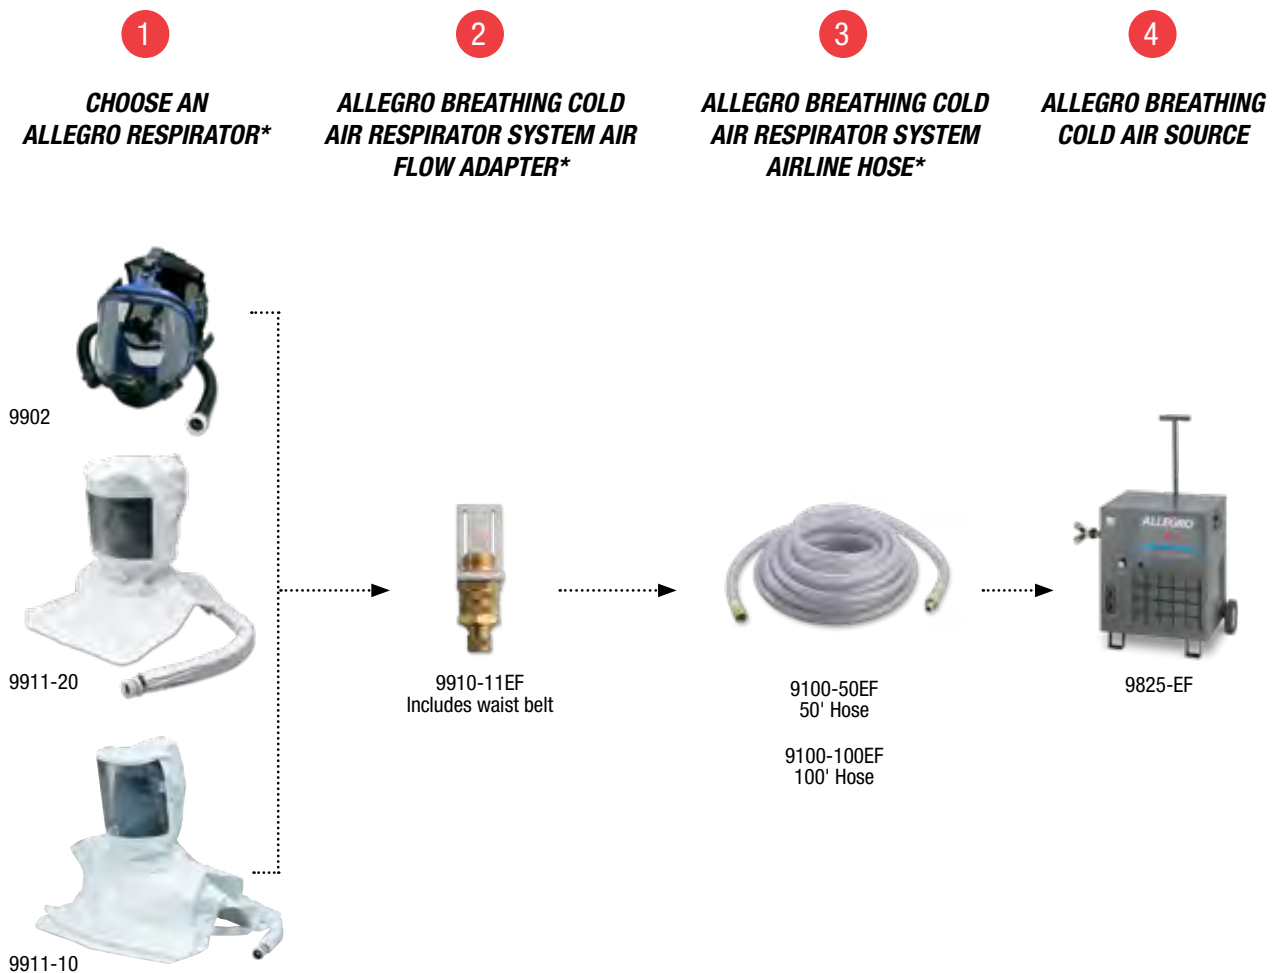 1
CHOOSE AN
ALLEGRO RESPIRATOR*
9902
9911-20
9911-10
2
ALLEGRO BREATHING COLD
AIR RESPIRATOR SYSTEM AIR
FLOW ADAPTER*
9910-11EF
Includes waist belt
3
ALLEGRO BREATHING COLD
AIR RESPIRATOR SYSTEM
AIRLINE HOSE*
9100-50EF
50' Hose
9100-100EF
100' Hose
4
ALLEGRO BREATHING
COLD AIR SOURCE
ALLEGRO
9825-EF